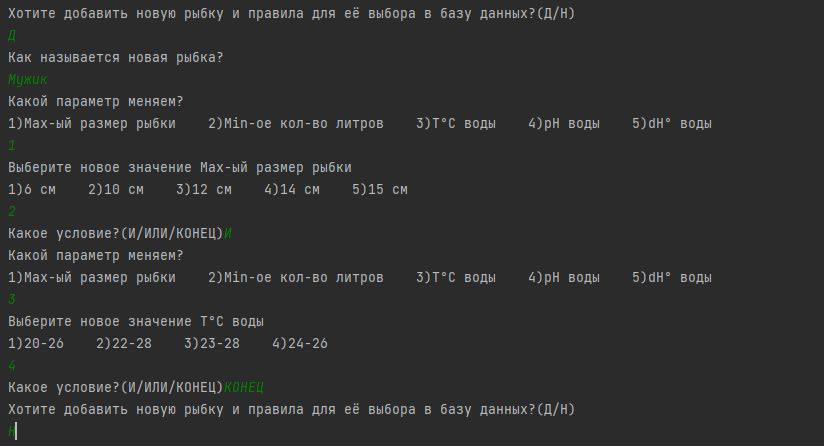 Хотите добавить новую рыбку и правила для её выбора в базу данных?(Д/Н)
Д
Как называется новая рыбка?
Мужик
Какой параметр меняем?
1)Max-ый размер рыбки    2)Min-ое кол-во литров    3)T°C воды    4)pH воды    5)dH° воды
1
Выберите новое значение Max-ый размер рыбки
1)6 см    2)10 см    3)12 см    4)14 см    5)15 см
2
Какое условие?(И/ИЛИ/КОНЕЦ)И
Какой параметр меняем?
1)Max-ый размер рыбки    2)Min-ое кол-во литров    3)T°C воды    4)pH воды    5)dH° воды
3
Выберите новое значение T°C воды
1)20-26    2)22-28    3)23-28    4)24-26
4
Какое условие?(И/ИЛИ/КОНЕЦ)КОНЕЦ
Хотите добавить новую рыбку и правила для её выбора в базу данных?(Д/Н)
Н